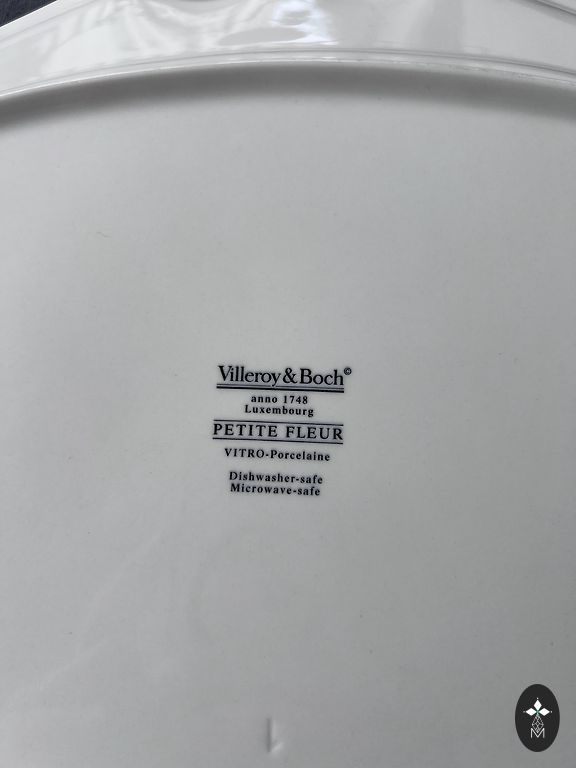 Villeroy & Boch©
anno 1748
Luxembourg
PETITE FLEUR
VITRO-Porcelaine
Dishwasher-safe
Microwave-safe
M